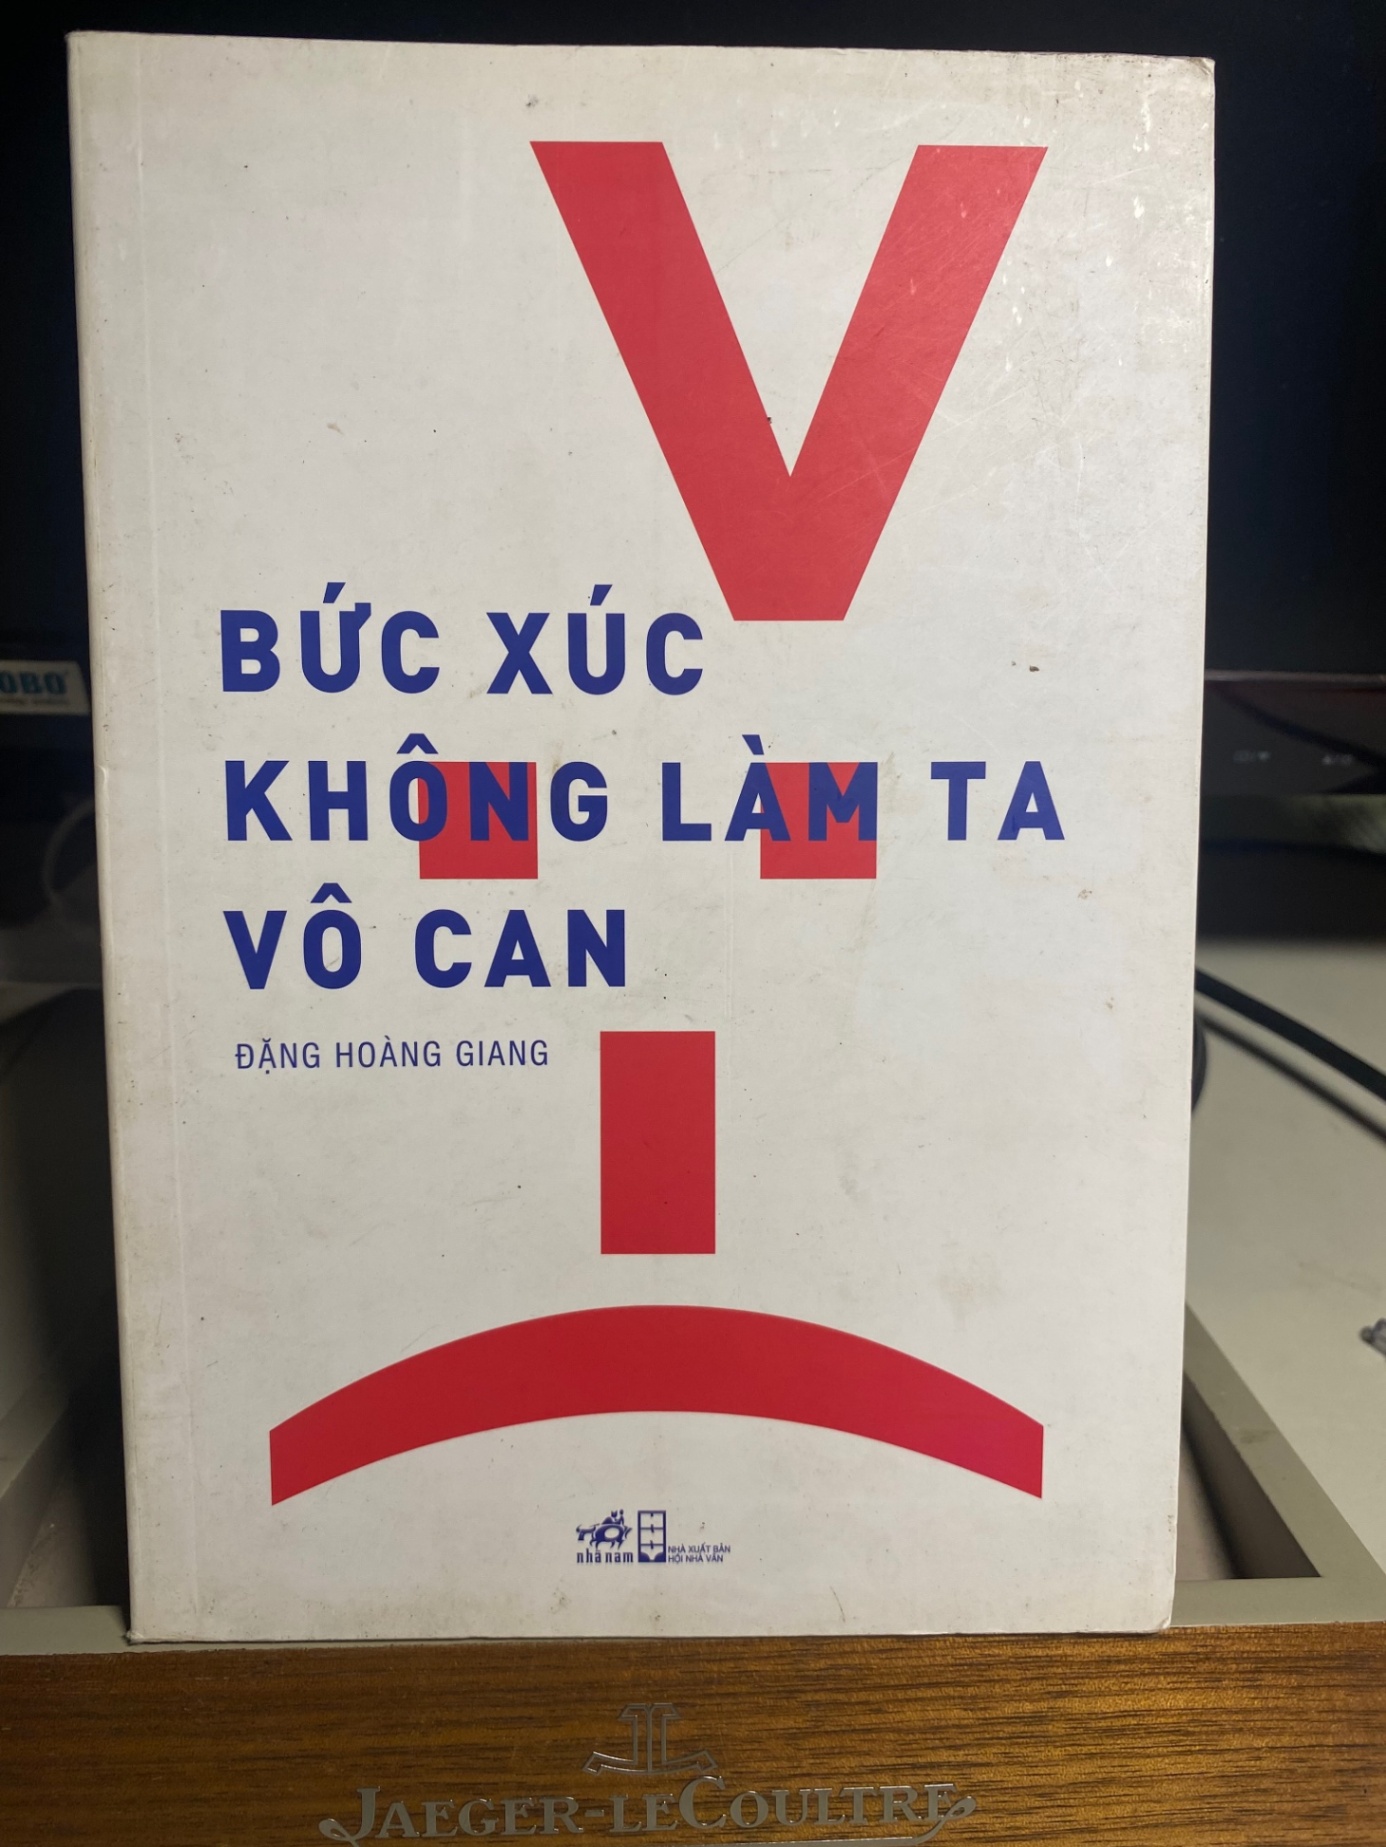 BỨC XÚC
KHÔNG LÀM TA
VÔ CAN
ĐẶNG HOÀNG GIANG
nhã nam
NHÀ XUẤT BẢN
HỘI NHÀ VĂN
OBO
JAEGER-LECOULTRE